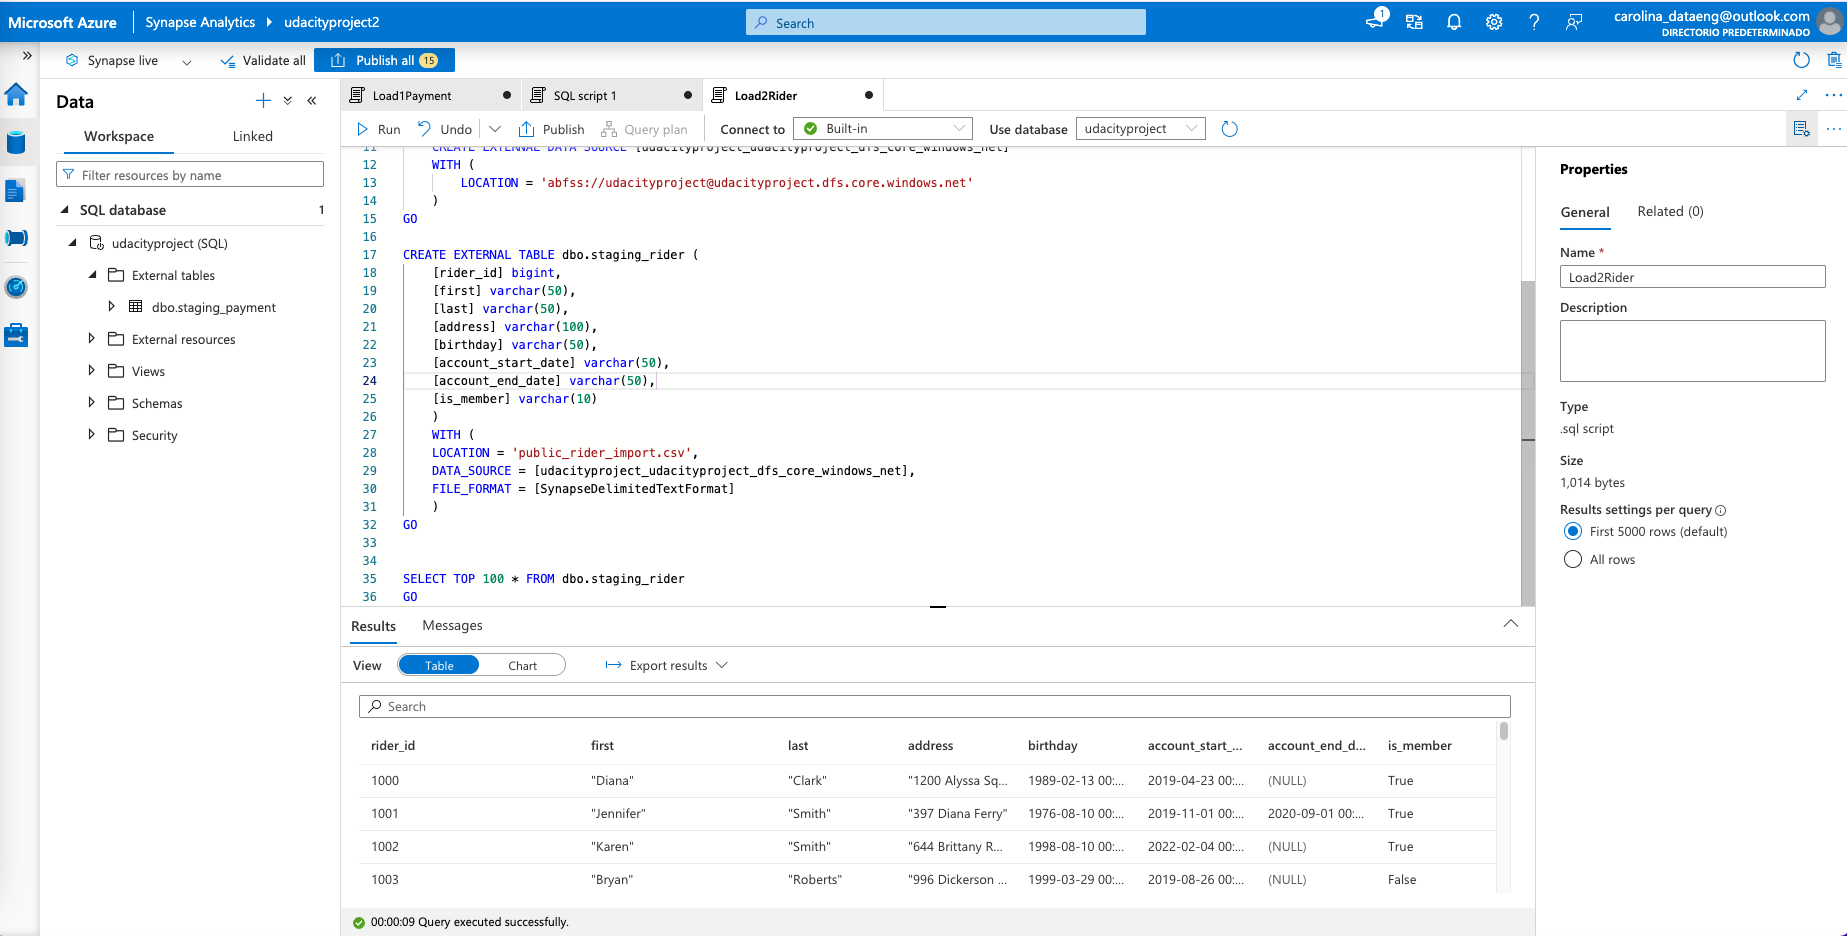 Microsoft Azure
Synapse Analytics
udacityproject2
Search
1
carolina_dataeng@outlook.com
DIRECTORIO PREDETERMINADO
Synapse live
Validate all
Publish all 15
Data
Workspace
Linked
Filter resources by name
SQL database 1
udacityproject (SQL)
External tables
dbo.staging_payment
External resources
Views
Schemas
Security
Load1Payment
SQL script 1
Load2Rider
Run
Undo
Publish
Query plan
Connect to
Built-in
Use database
udacityproject
11 CREATE EXTERNAL DATA SOURCE [udacityproject_udacityproject_dfs_core_windows_net]
12 WITH (
13 LOCATION = 'abfss://udacityproject@udacityproject.dfs.core.windows.net'
14 )
15 GO
16
17 CREATE EXTERNAL TABLE dbo.staging_rider (
18 [rider_id] bigint,
19 [first] varchar(50),
20 [last] varchar(50),
21 [address] varchar(100),
22 [birthday] varchar(50),
23 [account_start_date] varchar(50),
24 [account_end_date] varchar(50),
25 [is_member] varchar(10)
26 )
27 WITH (
28 LOCATION = 'public_rider_import.csv',
29 DATA_SOURCE = [udacityproject_udacityproject_dfs_core_windows_net],
30 FILE_FORMAT = [SynapseDelimitedTextFormat]
31 )
32 GO
33
34
35 SELECT TOP 100 * FROM dbo.staging_rider
36 GO
Results
Messages
View
Table
Chart
Export results
Search
rider_id first last address birthday account_start_... account_end_d... is_member
1000 "Diana" "Clark" "1200 Alyssa Sq... 1989-02-13 00:... 2019-04-23 00:... (NULL) True
1001 "Jennifer" "Smith" "397 Diana Ferry" 1976-08-10 00:... 2019-11-01 00:... 2020-09-01 00:... True
1002 "Karen" "Smith" "644 Brittany R... 1998-08-10 00:... 2022-02-04 00:... (NULL) True
1003 "Bryan" "Roberts" "996 Dickerson ... 1999-03-29 00:... 2019-08-26 00:... (NULL) False
00:00:09 Query executed successfully.
Properties
General
Related (0)
Name *
Load2Rider
Description
Type
.sql script
Size
1,014 bytes
Results settings per query
First 5000 rows (default)
All rows